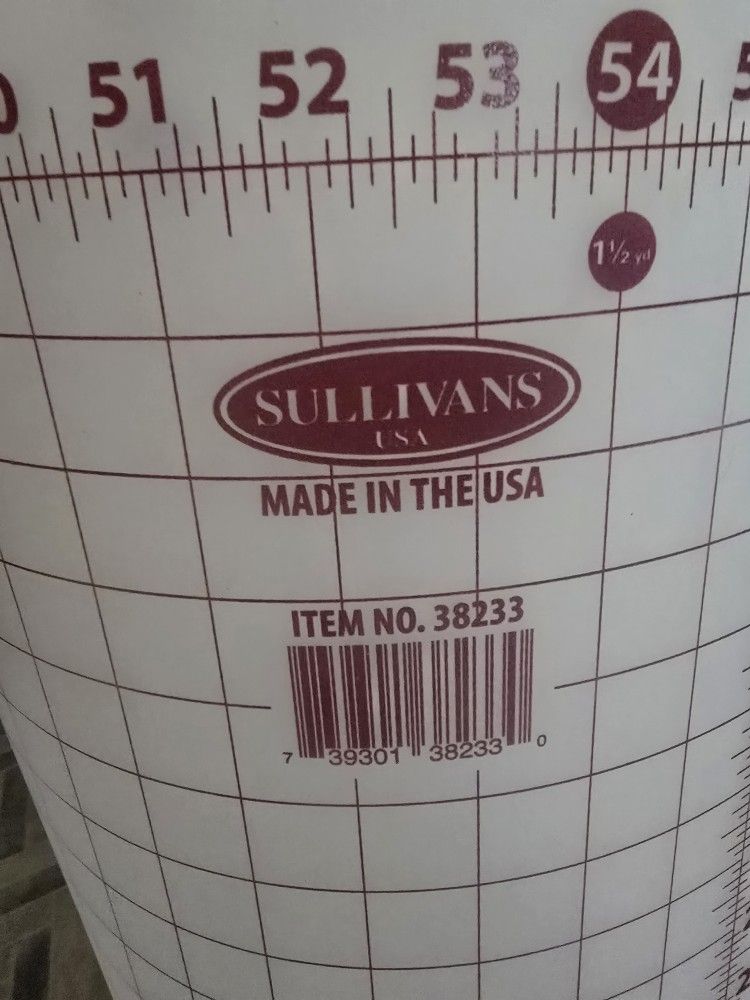 51 52 53 54
1½ yd
SULLIVANS
USA
MADE IN THE USA
ITEM NO. 38233
7 39301 38233 0